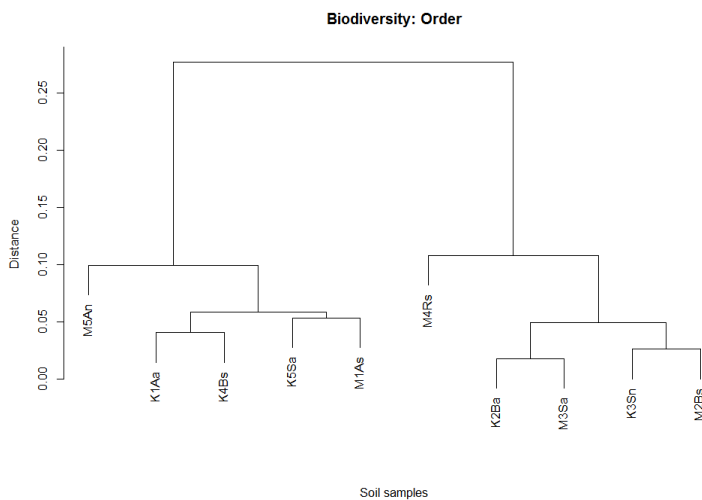 Biodiversity: Order
Distance
0.25
0.20
0.15
0.10
0.05
0.00
M5An
K1Aa
K4Bs
K5Sa
M1As
M4Rs
K2Ba
M3Sa
K3Sn
Soil samples